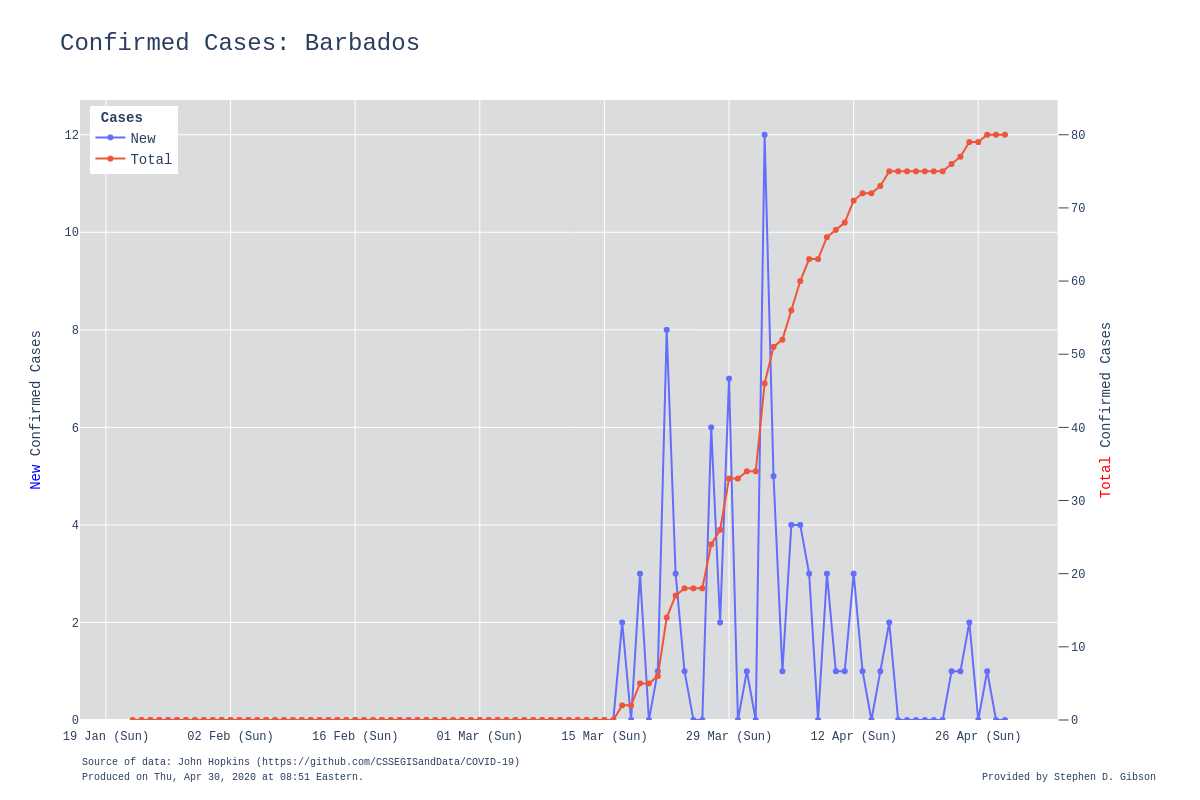 Confirmed Cases: Barbados
Cases
New
Total
12
10
8
6
4
2
0
80
70
60
50
40
30
20
10
0
New Confirmed Cases
Total Confirmed Cases
19 Jan (Sun) 02 Feb (Sun) 16 Feb (Sun) 01 Mar (Sun) 15 Mar (Sun) 29 Mar (Sun) 12 Apr (Sun) 26 Apr (Sun)
Source of data: John Hopkins (https://github.com/CSSEGISandData/COVID-19)
Produced on Thu, Apr 30, 2020 at 08:51 Eastern.
Provided by Stephen D. Gibson